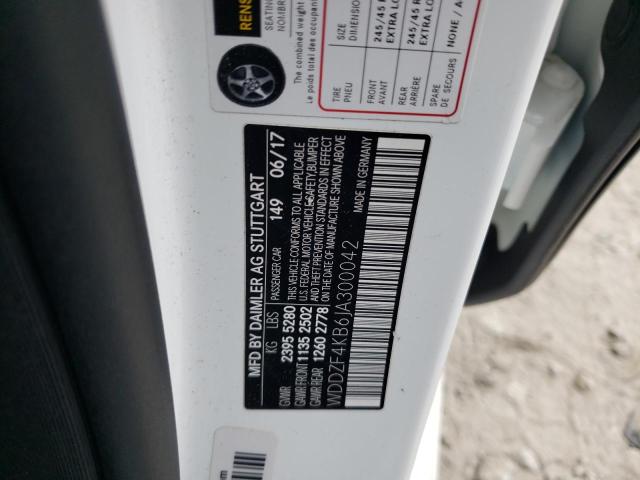 RENS
SEATING
NOMBR
The combined weight
Le poids total des occupant
TIRE SIZE
PNEU DIMENSION
FRONT 245/45 R
AVANT EXTRA LO
REAR 245/45 R
ARRIÈRE EXTRA LO
SPARE NONE / A
DE SECOURS
MFD BY DAIMLER AG STUTTGART
KG LBS PASSENGER CAR 149 06/17
GVWR 2395 5280 THIS VEHICLE CONFORMS TO ALL APPLICABLE
GAWR FRONT 1135 2502 U.S. FEDERAL MOTOR VEHICLE SAFETY, BUMPER
GAWR REAR 1260 2778 AND THEFT PREVENTION STANDARDS IN EFFECT
ON THE DATE OF MANUFACTURE SHOWN ABOVE
WDDZF4KB6JA300042 MADE IN GERMANY